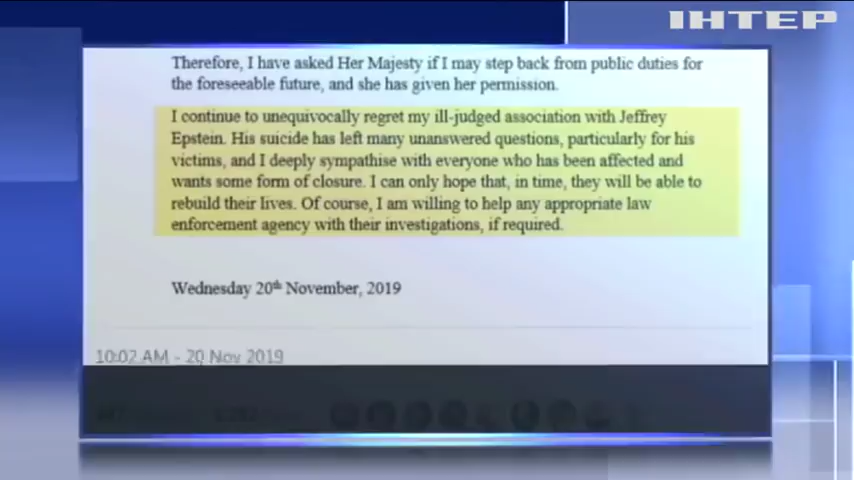 ІНТЕР
Therefore, I have asked Her Majesty if I may step back from public duties for
the foreseeable future, and she has given her permission.
I continue to unequivocally regret my ill-judged association with Jeffrey
Epstein. His suicide has left many unanswered questions, particularly for his
victims, and I deeply sympathise with everyone who has been affected and
wants some form of closure. I can only hope that, in time, they will be able to
rebuild their lives. Of course, I am willing to help any appropriate law
enforcement agency with their investigations, if required.
Wednesday 20th November, 2019
10:02 AM - 20 Nov 2019